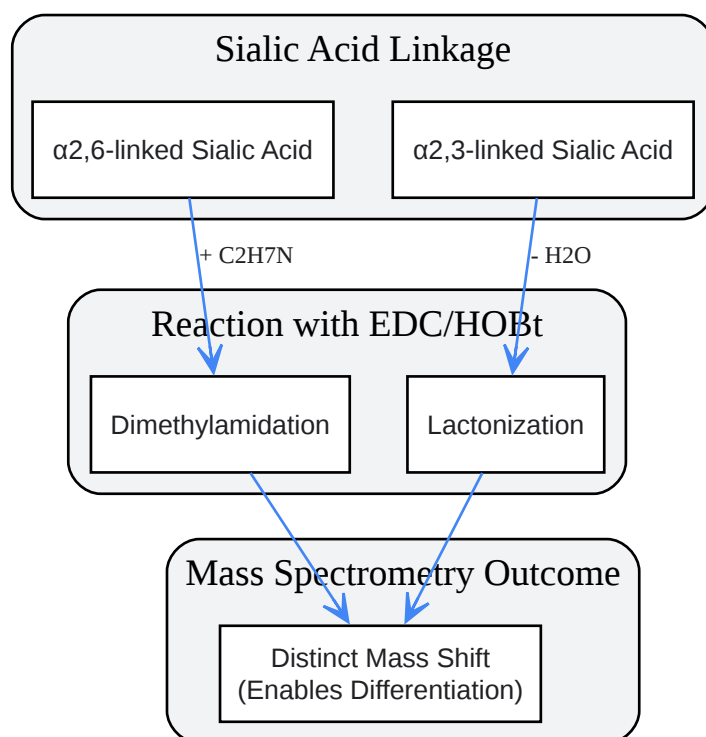 Sialic Acid Linkage
α2,6-linked Sialic Acid
α2,3-linked Sialic Acid
+ C2H7N
- H2O
Reaction with EDC/HOBt
Dimethylamidation
Lactonization
Mass Spectrometry Outcome
Distinct Mass Shift
(Enables Differentiation)